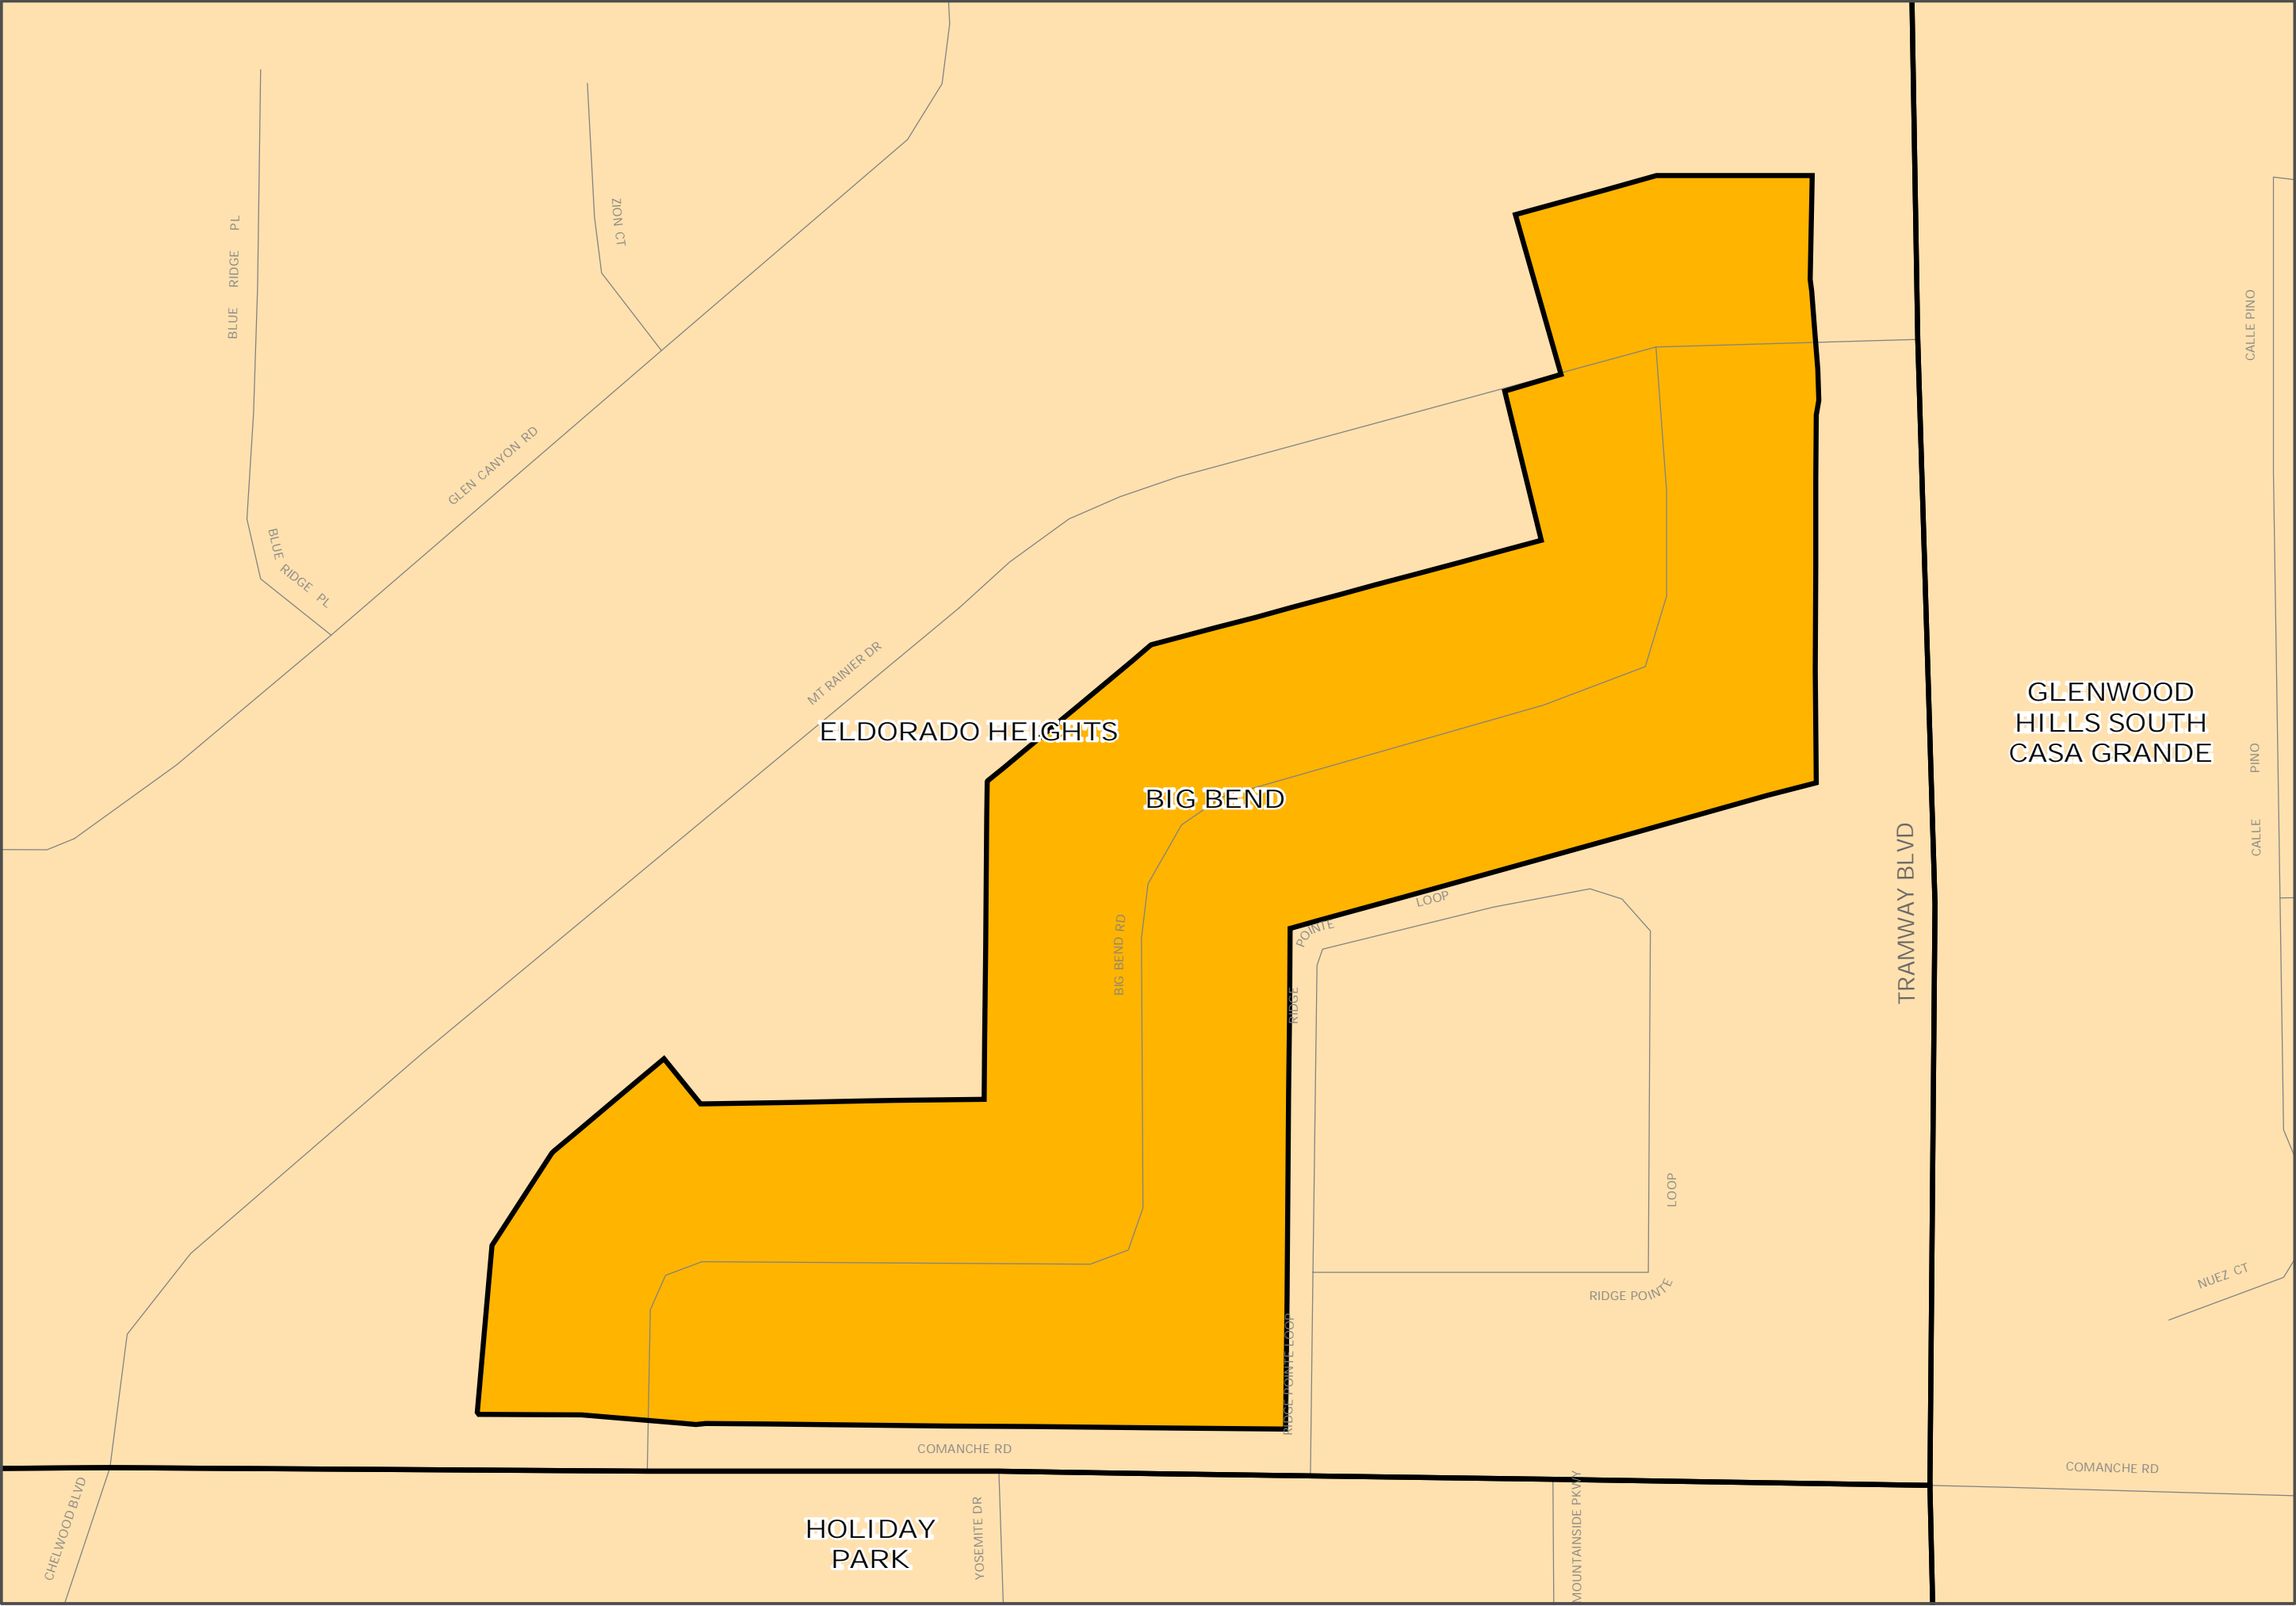 BLUE RIDGE PL
ZION CT
CALLE PINO
GLEN CANYON RD
BLUE RIDGE PL
MT RAINIER DR
ELDORADO HEIGHTS
GLENWOOD
HILLS SOUTH
CASA GRANDE
BIG BEND
CALLE PINO
TRAMWAY BLVD
BIG BEND RD
RIDGE POINTE LOOP
LOOP
RIDGE POINTE
NUEZ CT
RIDGE POINTE LOOP
COMANCHE RD
COMANCHE RD
CHELWOOD BLVD
HOLIDAY
PARK
YOSEMITE DR
MOUNTAINSIDE PKWY